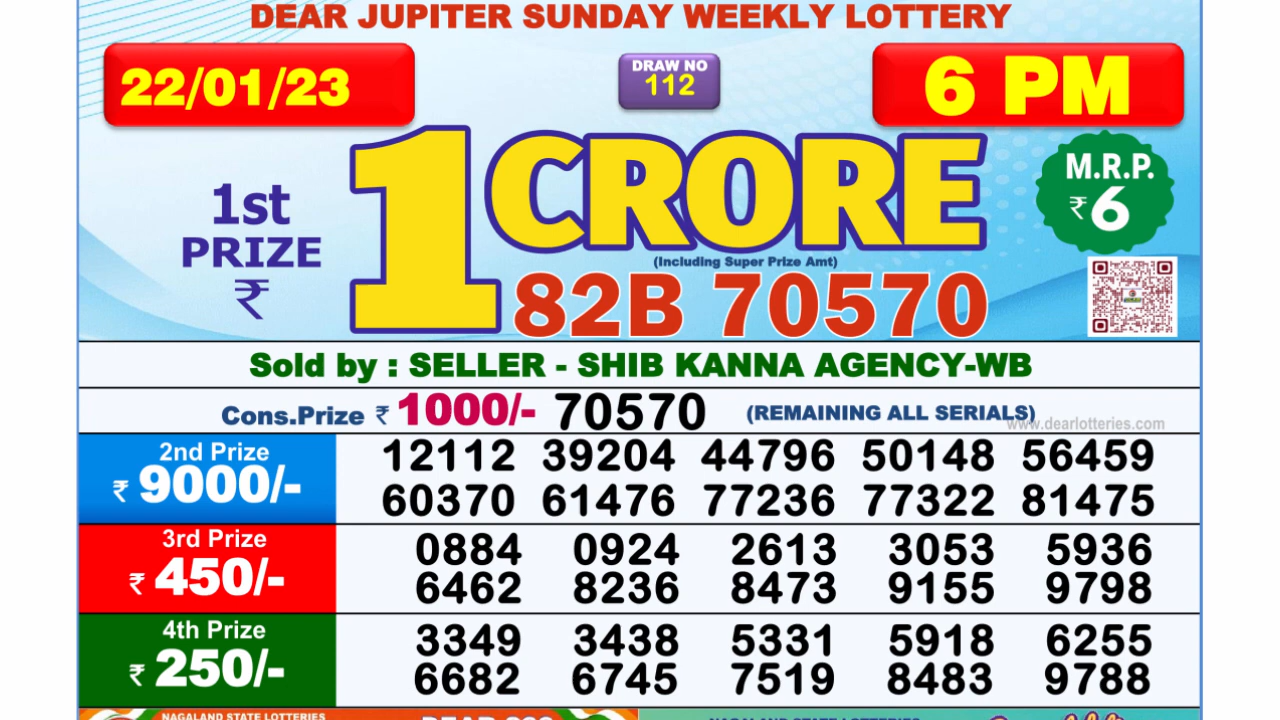 DEAR JUPITER SUNDAY WEEKLY LOTTERY
22/01/23
DRAW NO
112
6 PM
1st
PRIZE
₹
1 CRORE
(Including Super Prize Amt)
82B 70570
M.R.P.
₹6
Sold by : SELLER - SHIB KANNA AGENCY-WB
Cons.Prize ₹ 1000/- 70570 (REMAINING ALL SERIALS)
www.dearlotteries.com
2nd Prize
₹ 9000/-
12112 39204 44796 50148 56459
60370 61476 77236 77322 81475
3rd Prize
₹ 450/-
0884 0924 2613 3053 5936
6462 8236 8473 9155 9798
4th Prize
₹ 250/-
3349 3438 5331 5918 6255
6682 6745 7519 8483 9788
NAGALAND STATE LOTTERIES
NAGALAND STATE LOTTERIES